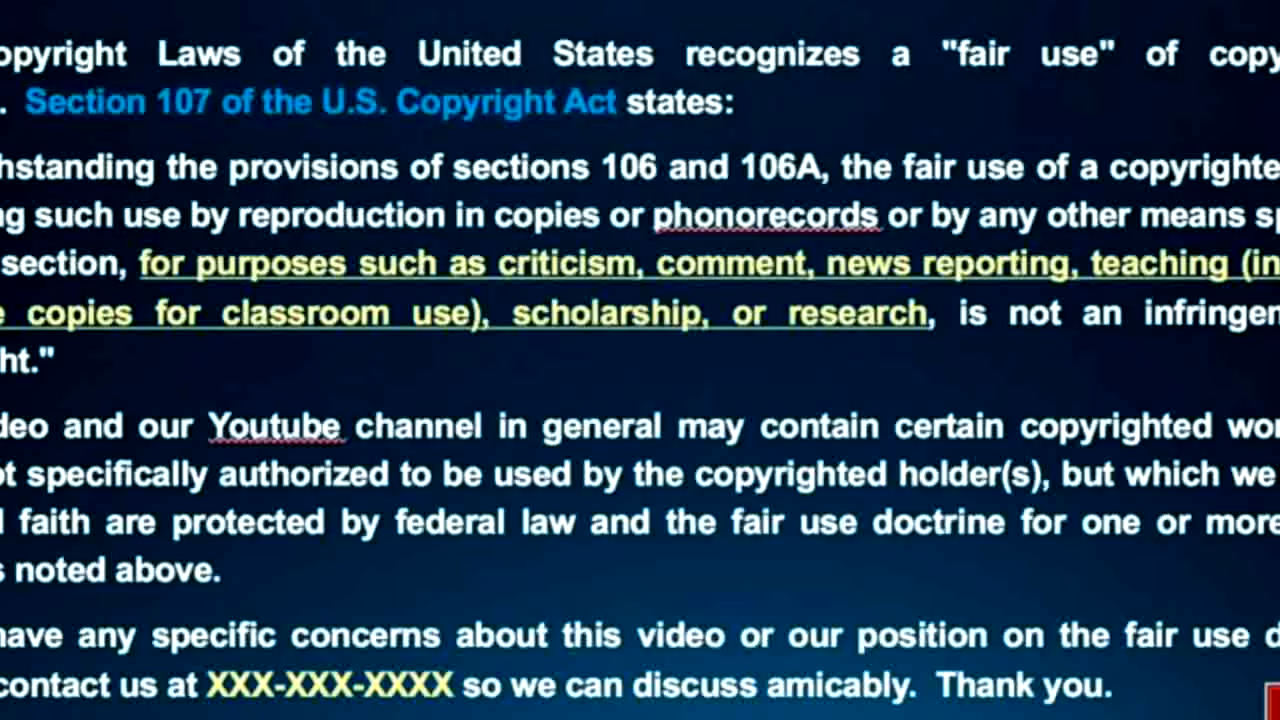 opyright Laws of the United States recognizes a "fair use" of copy
. Section 107 of the U.S. Copyright Act states:
hstanding the provisions of sections 106 and 106A, the fair use of a copyrighte
ng such use by reproduction in copies or phonorecords or by any other means sp
section, for purposes such as criticism, comment, news reporting, teaching (in
e copies for classroom use), scholarship, or research, is not an infringe
ht."
deo and our Youtube channel in general may contain certain copyrighted wo
ot specifically authorized to be used by the copyrighted holder(s), but which we
faith are protected by federal law and the fair use doctrine for one or more
s noted above.
have any specific concerns about this video or our position on the fair use d
contact us at XXX-XXX-XXXX so we can discuss amicably. Thank you.